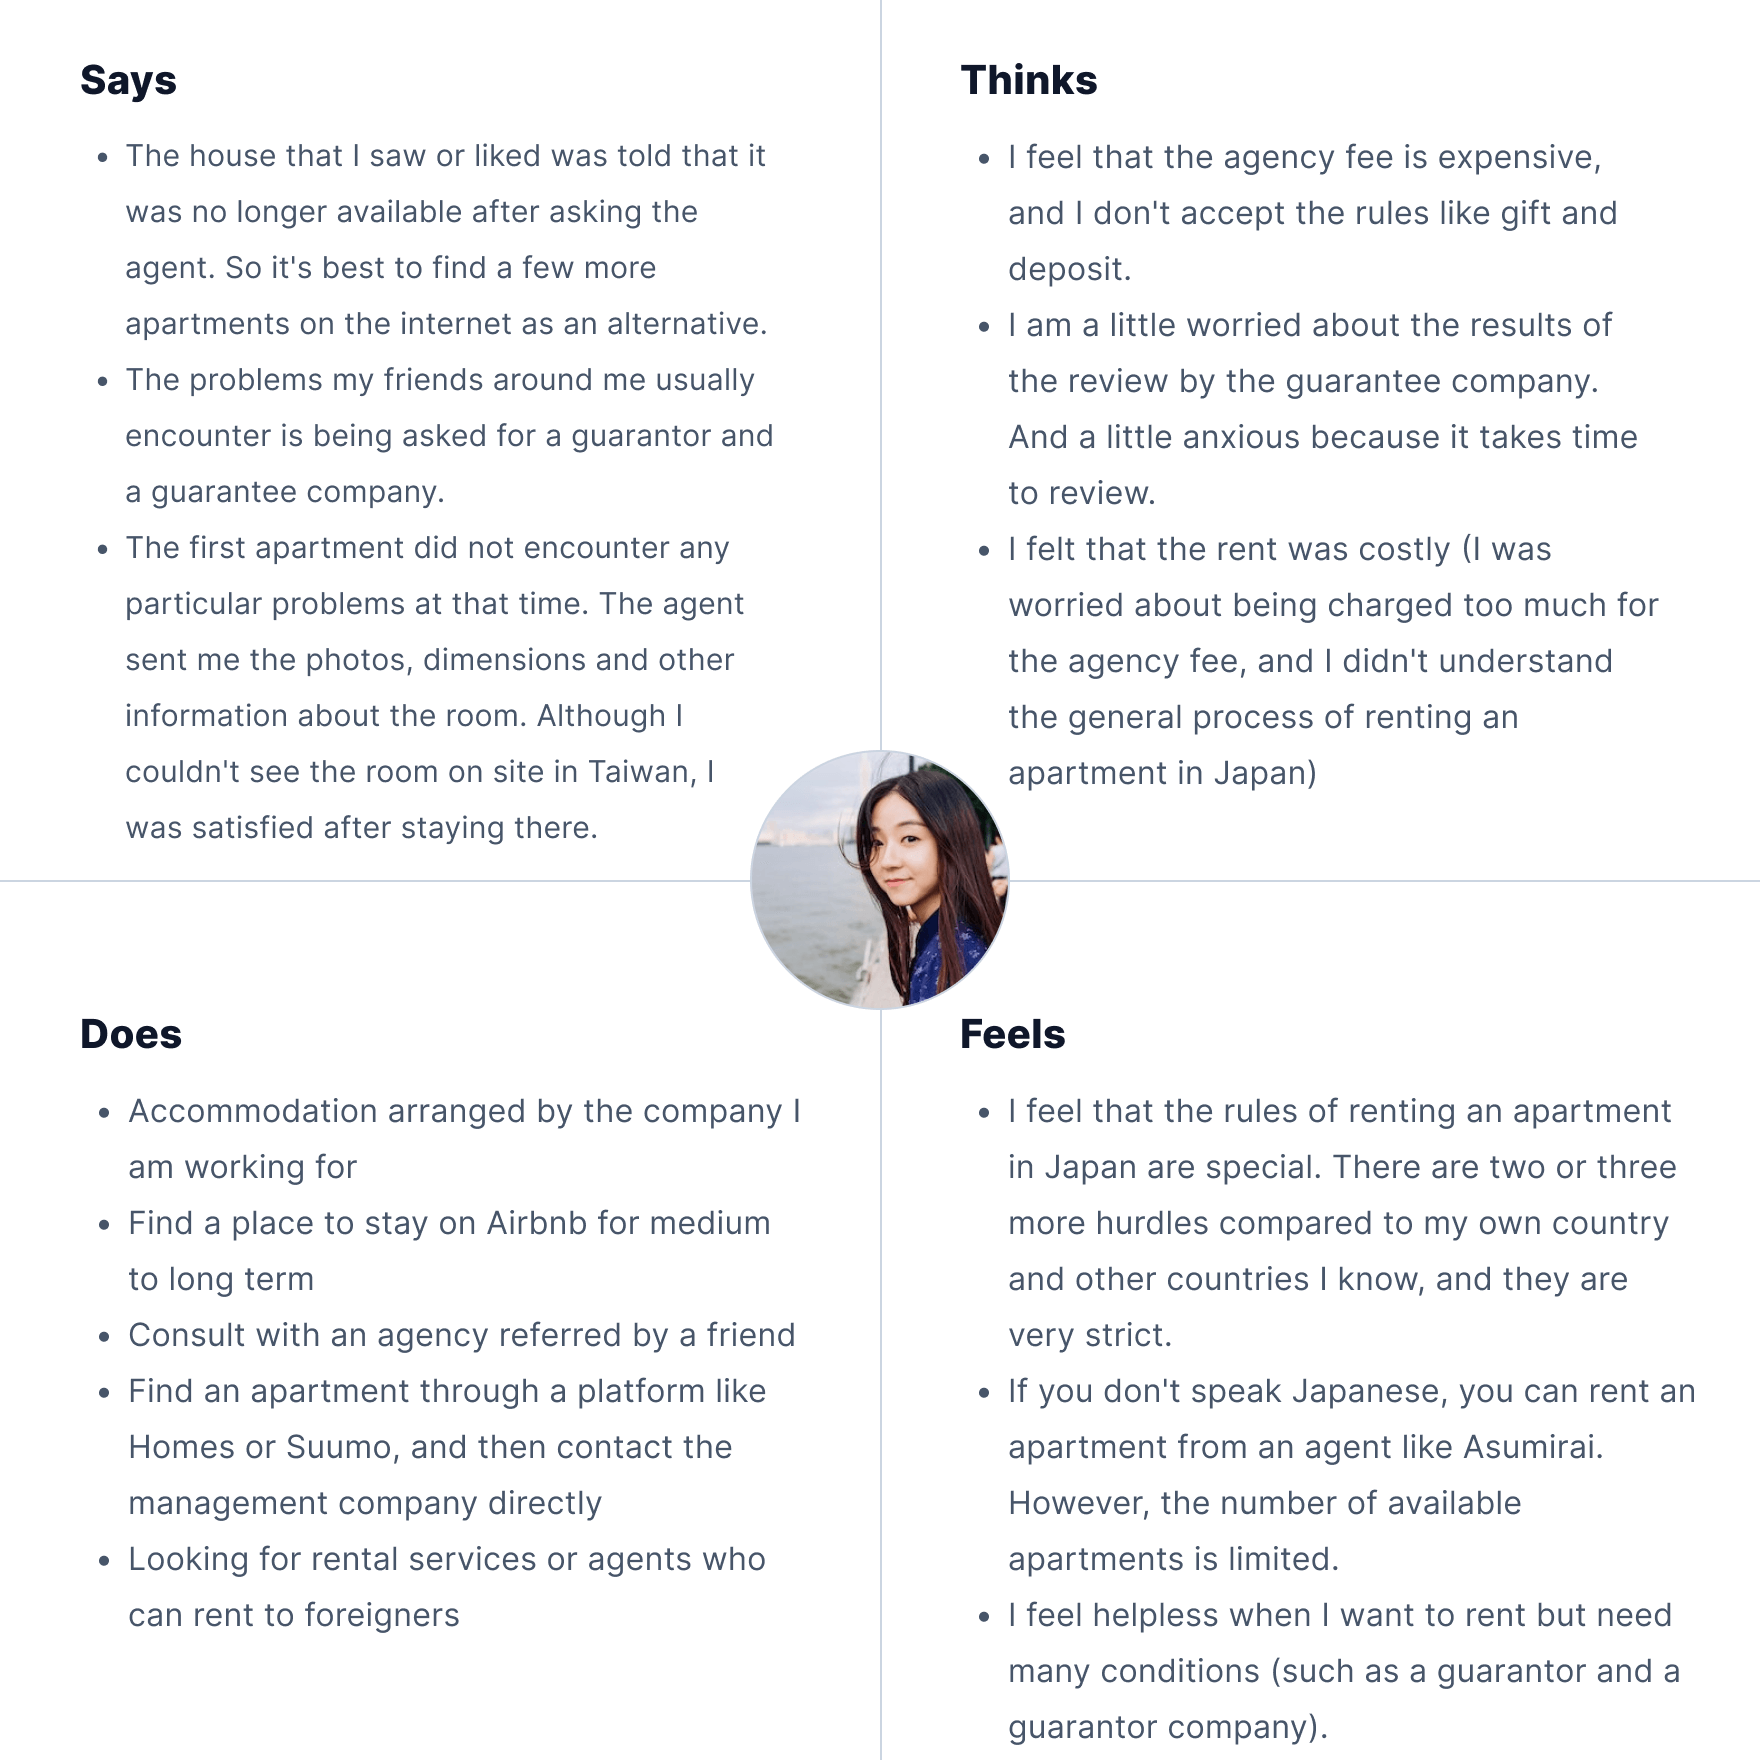 Says
• The house that I saw or liked was told that it
was no longer available after asking the
agent. So it's best to find a few more
apartments on the internet as an alternative.
• The problems my friends around me usually
encounter is being asked for a guarantor and
a guarantee company.
• The first apartment did not encounter any
particular problems at that time. The agent
sent me the photos, dimensions and other
information about the room. Although I
couldn't see the room on site in Taiwan, I
was satisfied after staying there.
Thinks
• I feel that the agency fee is expensive,
and I don't accept the rules like gift and
deposit.
• I am a little worried about the results of
the review by the guarantee company.
And a little anxious because it takes time
to review.
• I felt that the rent was costly (I was
worried about being charged too much for
the agency fee, and I didn't understand
the general process of renting an
apartment in Japan)
Does
• Accommodation arranged by the company I
am working for
• Find a place to stay on Airbnb for medium
to long term
• Consult with an agency referred by a friend
• Find an apartment through a platform like
Homes or Suumo, and then contact the
management company directly
• Looking for rental services or agents who
can rent to foreigners
Feels
• I feel that the rules of renting an apartment
in Japan are special. There are two or three
more hurdles compared to my own country
and other countries I know, and they are
very strict.
• If you don't speak Japanese, you can rent an
apartment from an agent like Asumirai.
However, the number of available
apartments is limited.
• I feel helpless when I want to rent but need
many conditions (such as a guarantor and a
guarantor company).